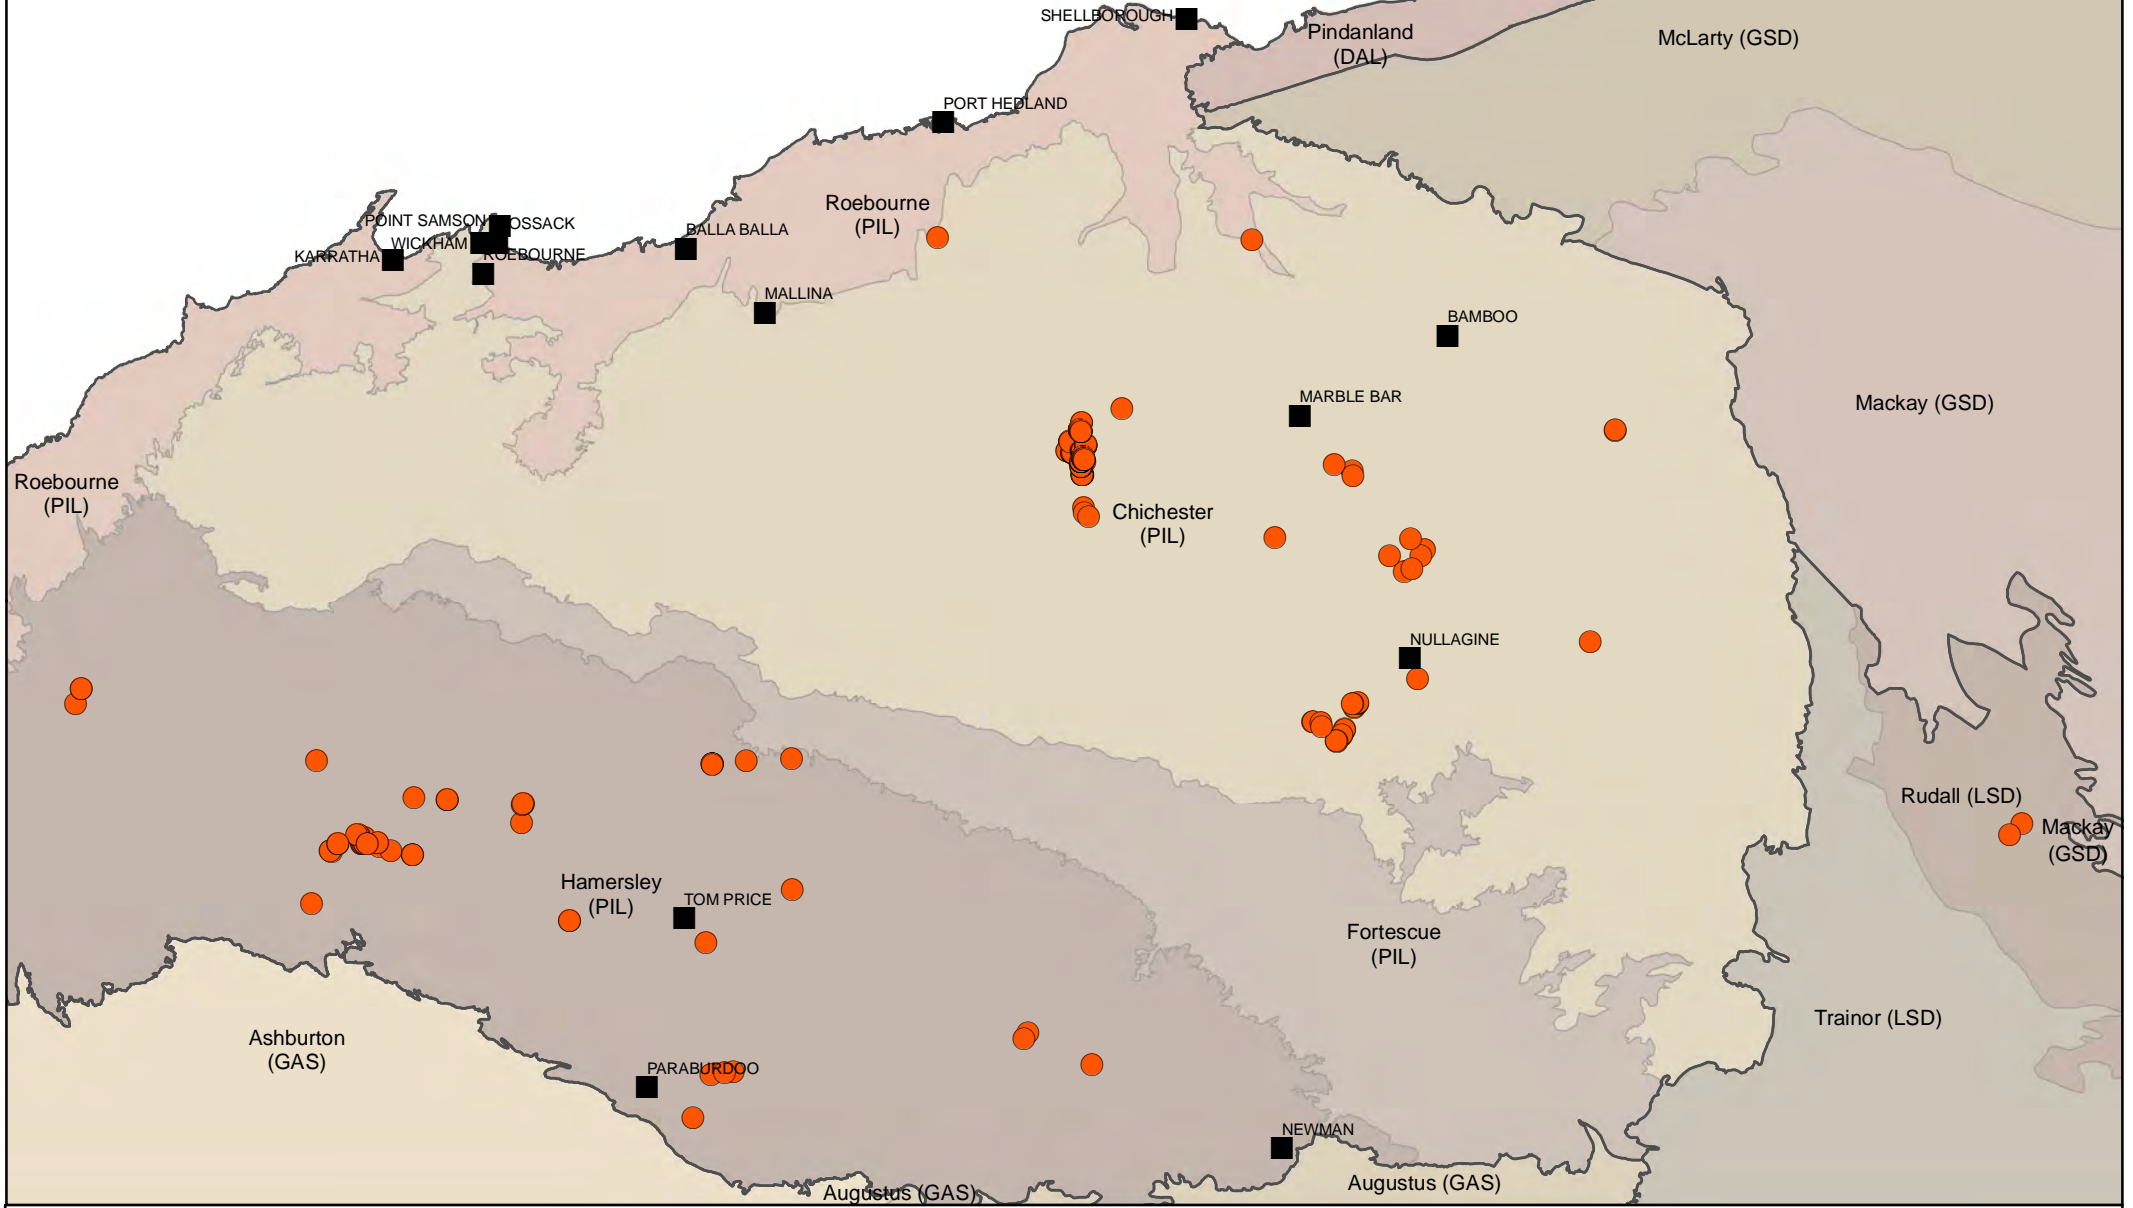 SHELLBOROUGH
Pindanland
(DAL)
McLarty (GSD)
PORT HEDLAND
Roebourne
(PIL)
POINT SAMSON
OSSACK
WICKHAM
BALLA BALLA
KARRATHA
ROEBOURNE
MALLINA
BAMBOO
MARBLE BAR
Mackay (GSD)
Roebourne
(PIL)
Chichester
(PIL)
NULLAGINE
Rudall (LSD)
Mackay
(GSD)
Hamersley
(PIL)
TOM PRICE
Fortescue
(PIL)
Trainor (LSD)
Ashburton
(GAS)
PARABURDOO
NEWMAN
Augustus (GAS)
Augustus (GAS)